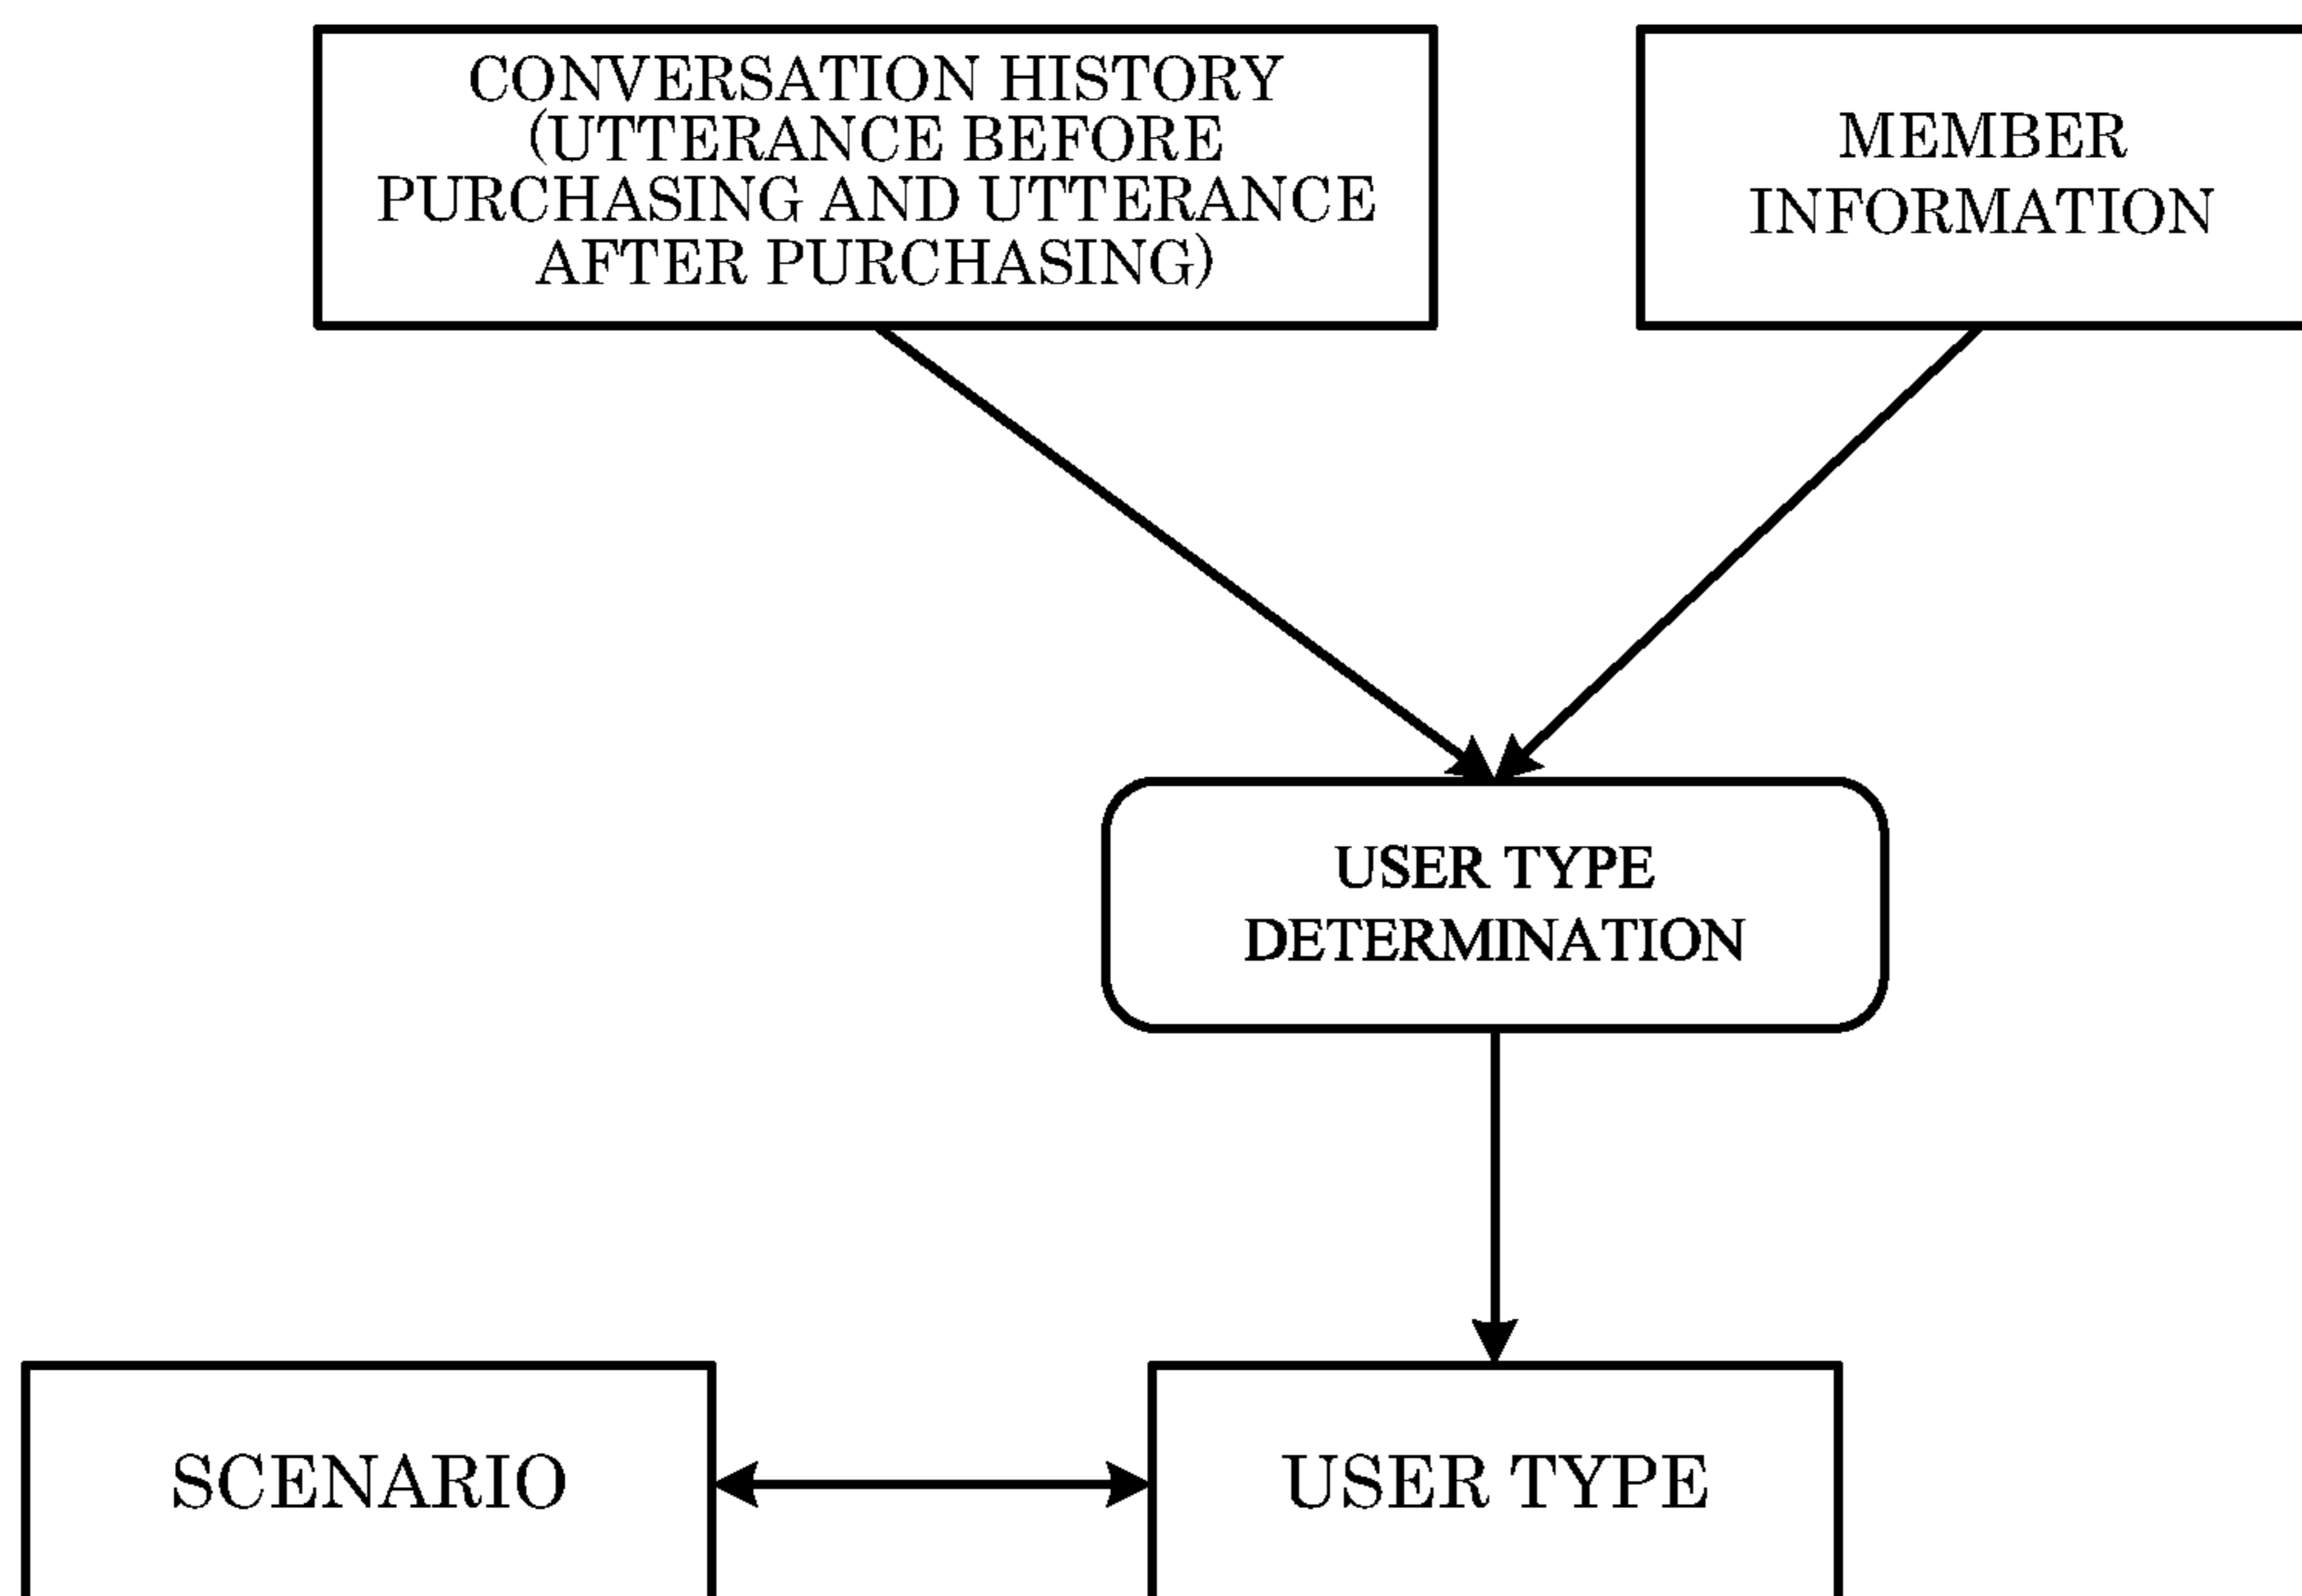 CONVERSATION HISTORY
(UTTERANCE BEFORE
PURCHASING AND UTTERANCE
AFTER PURCHASING)
MEMBER
INFORMATION
USER TYPE
DETERMINATION
SCENARIO
USER TYPE